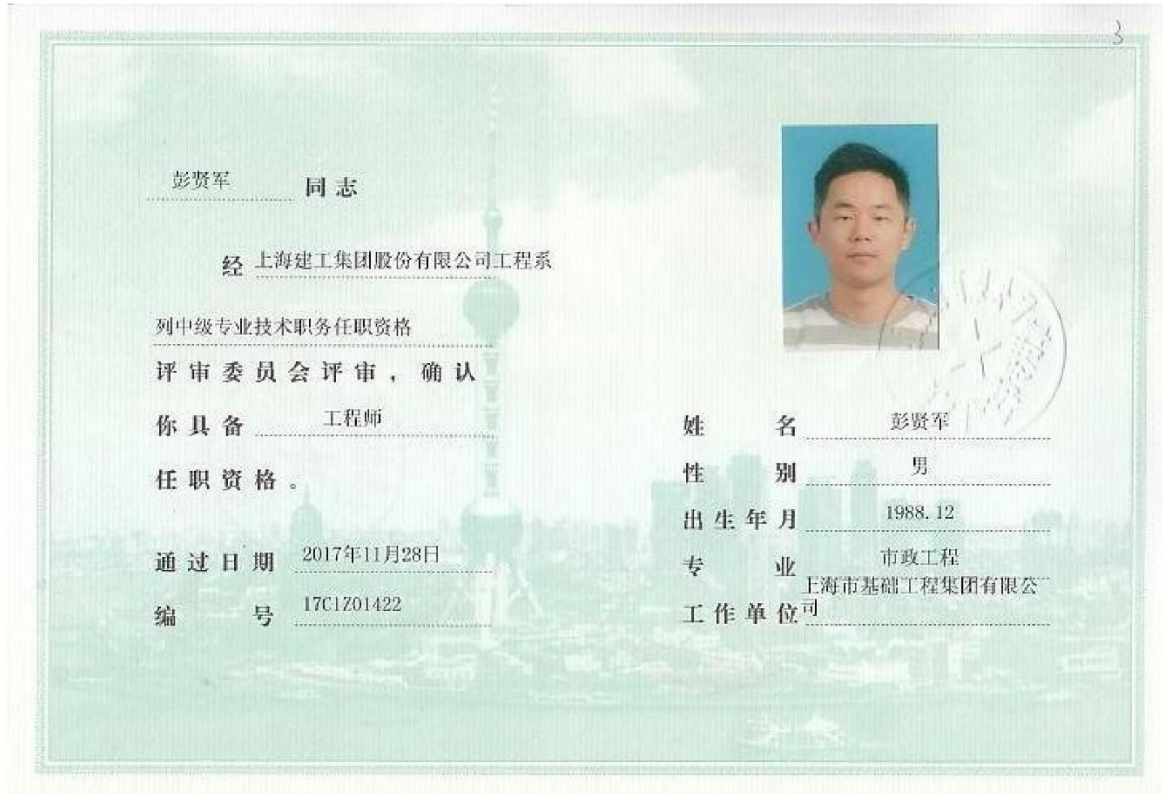 3
彭贤军 同志
经 上海建工集团股份有限公司工程系
列中级专业技术职务任职资格
评审委员会评审，确认
你具备 工程师
任职资格。
通过日期 2017年11月28日
编号 17C1Z01422
姓名 彭贤军
性别 男
出生年月 1988.12
专业 市政工程
工作单位 上海市基础工程集团有限公
司